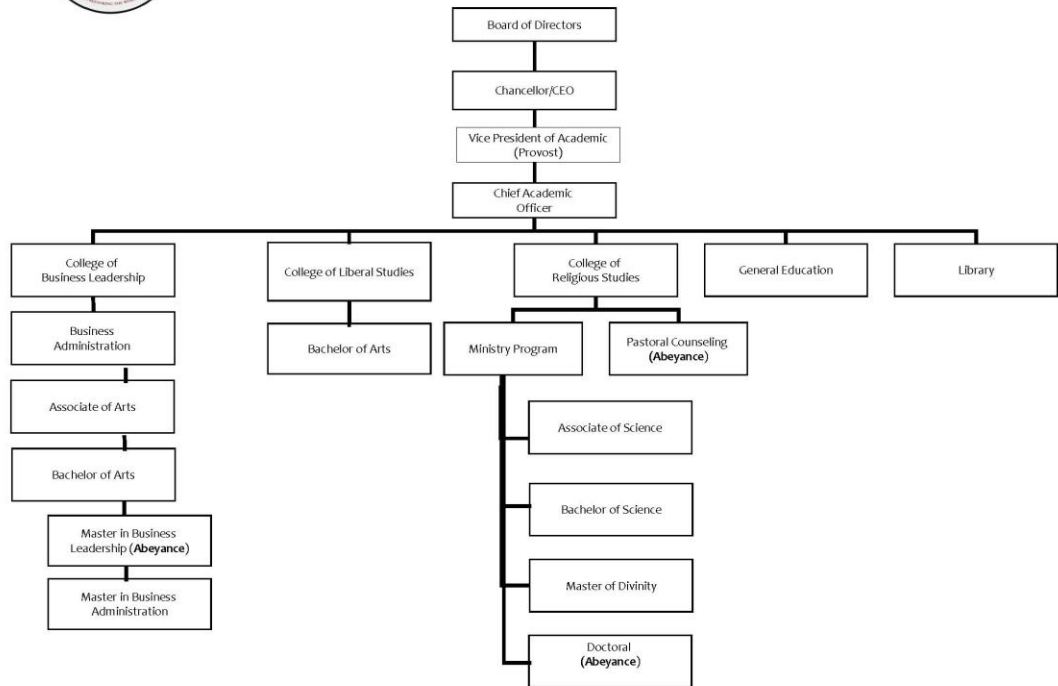 Board of Directors
Chancellor/CEO
Vice President of Academic
(Provost)
Chief Academic
Officer
College of
Business Leadership
College of Liberal Studies
College of
Religious Studies
General Education
Library
Business
Administration
Bachelor of Arts
Ministry Program
Pastoral Counseling
(Abeyance)
Associate of Arts
Associate of Science
Bachelor of Arts
Bachelor of Science
Master in Business
Leadership (Abeyance)
Master in Business
Administration
Master of Divinity
Doctoral
(Abeyance)